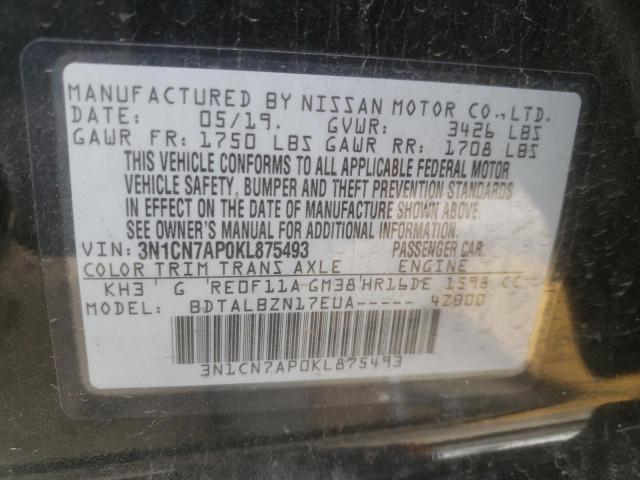 MANUFACTURED BY NISSAN MOTOR CO., LTD.
DATE: 05/19. GVWR: 3426 LBS
GAWR FR: 1750 LBS GAWR RR: 1708 LBS
THIS VEHICLE CONFORMS TO ALL APPLICABLE FEDERAL MOTOR
VEHICLE SAFETY, BUMPER AND THEFT PREVENTION STANDARDS
IN EFFECT ON THE DATE OF MANUFACTURE SHOWN ABOVE.
SEE OWNER'S MANUAL FOR ADDITIONAL INFORMATION.
VIN: 3N1CN7AP0KL875493 PASSENGER CAR.
COLOR TRIM TRANS AXLE ENGINE
KH3 G RE0F11A GM38 HR16DE 1598 CC
MODEL: BDTALBZN17EUA----- 4Z000
3N1CN7AP0KL875493